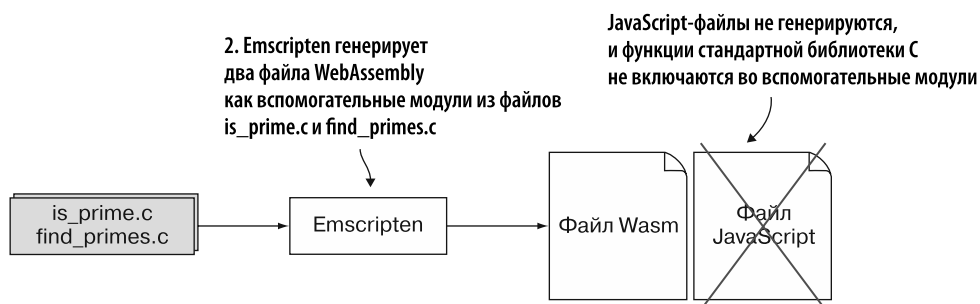 2. Emscripten генерирует
два файла WebAssembly
как вспомогательные модули из файлов
is_prime.c и find_primes.c
JavaScript-файлы не генерируются,
и функции стандартной библиотеки C
не включаются во вспомогательные модули
is_prime.c
find_primes.c
Emscripten
Файл Wasm
Файл
JavaScript